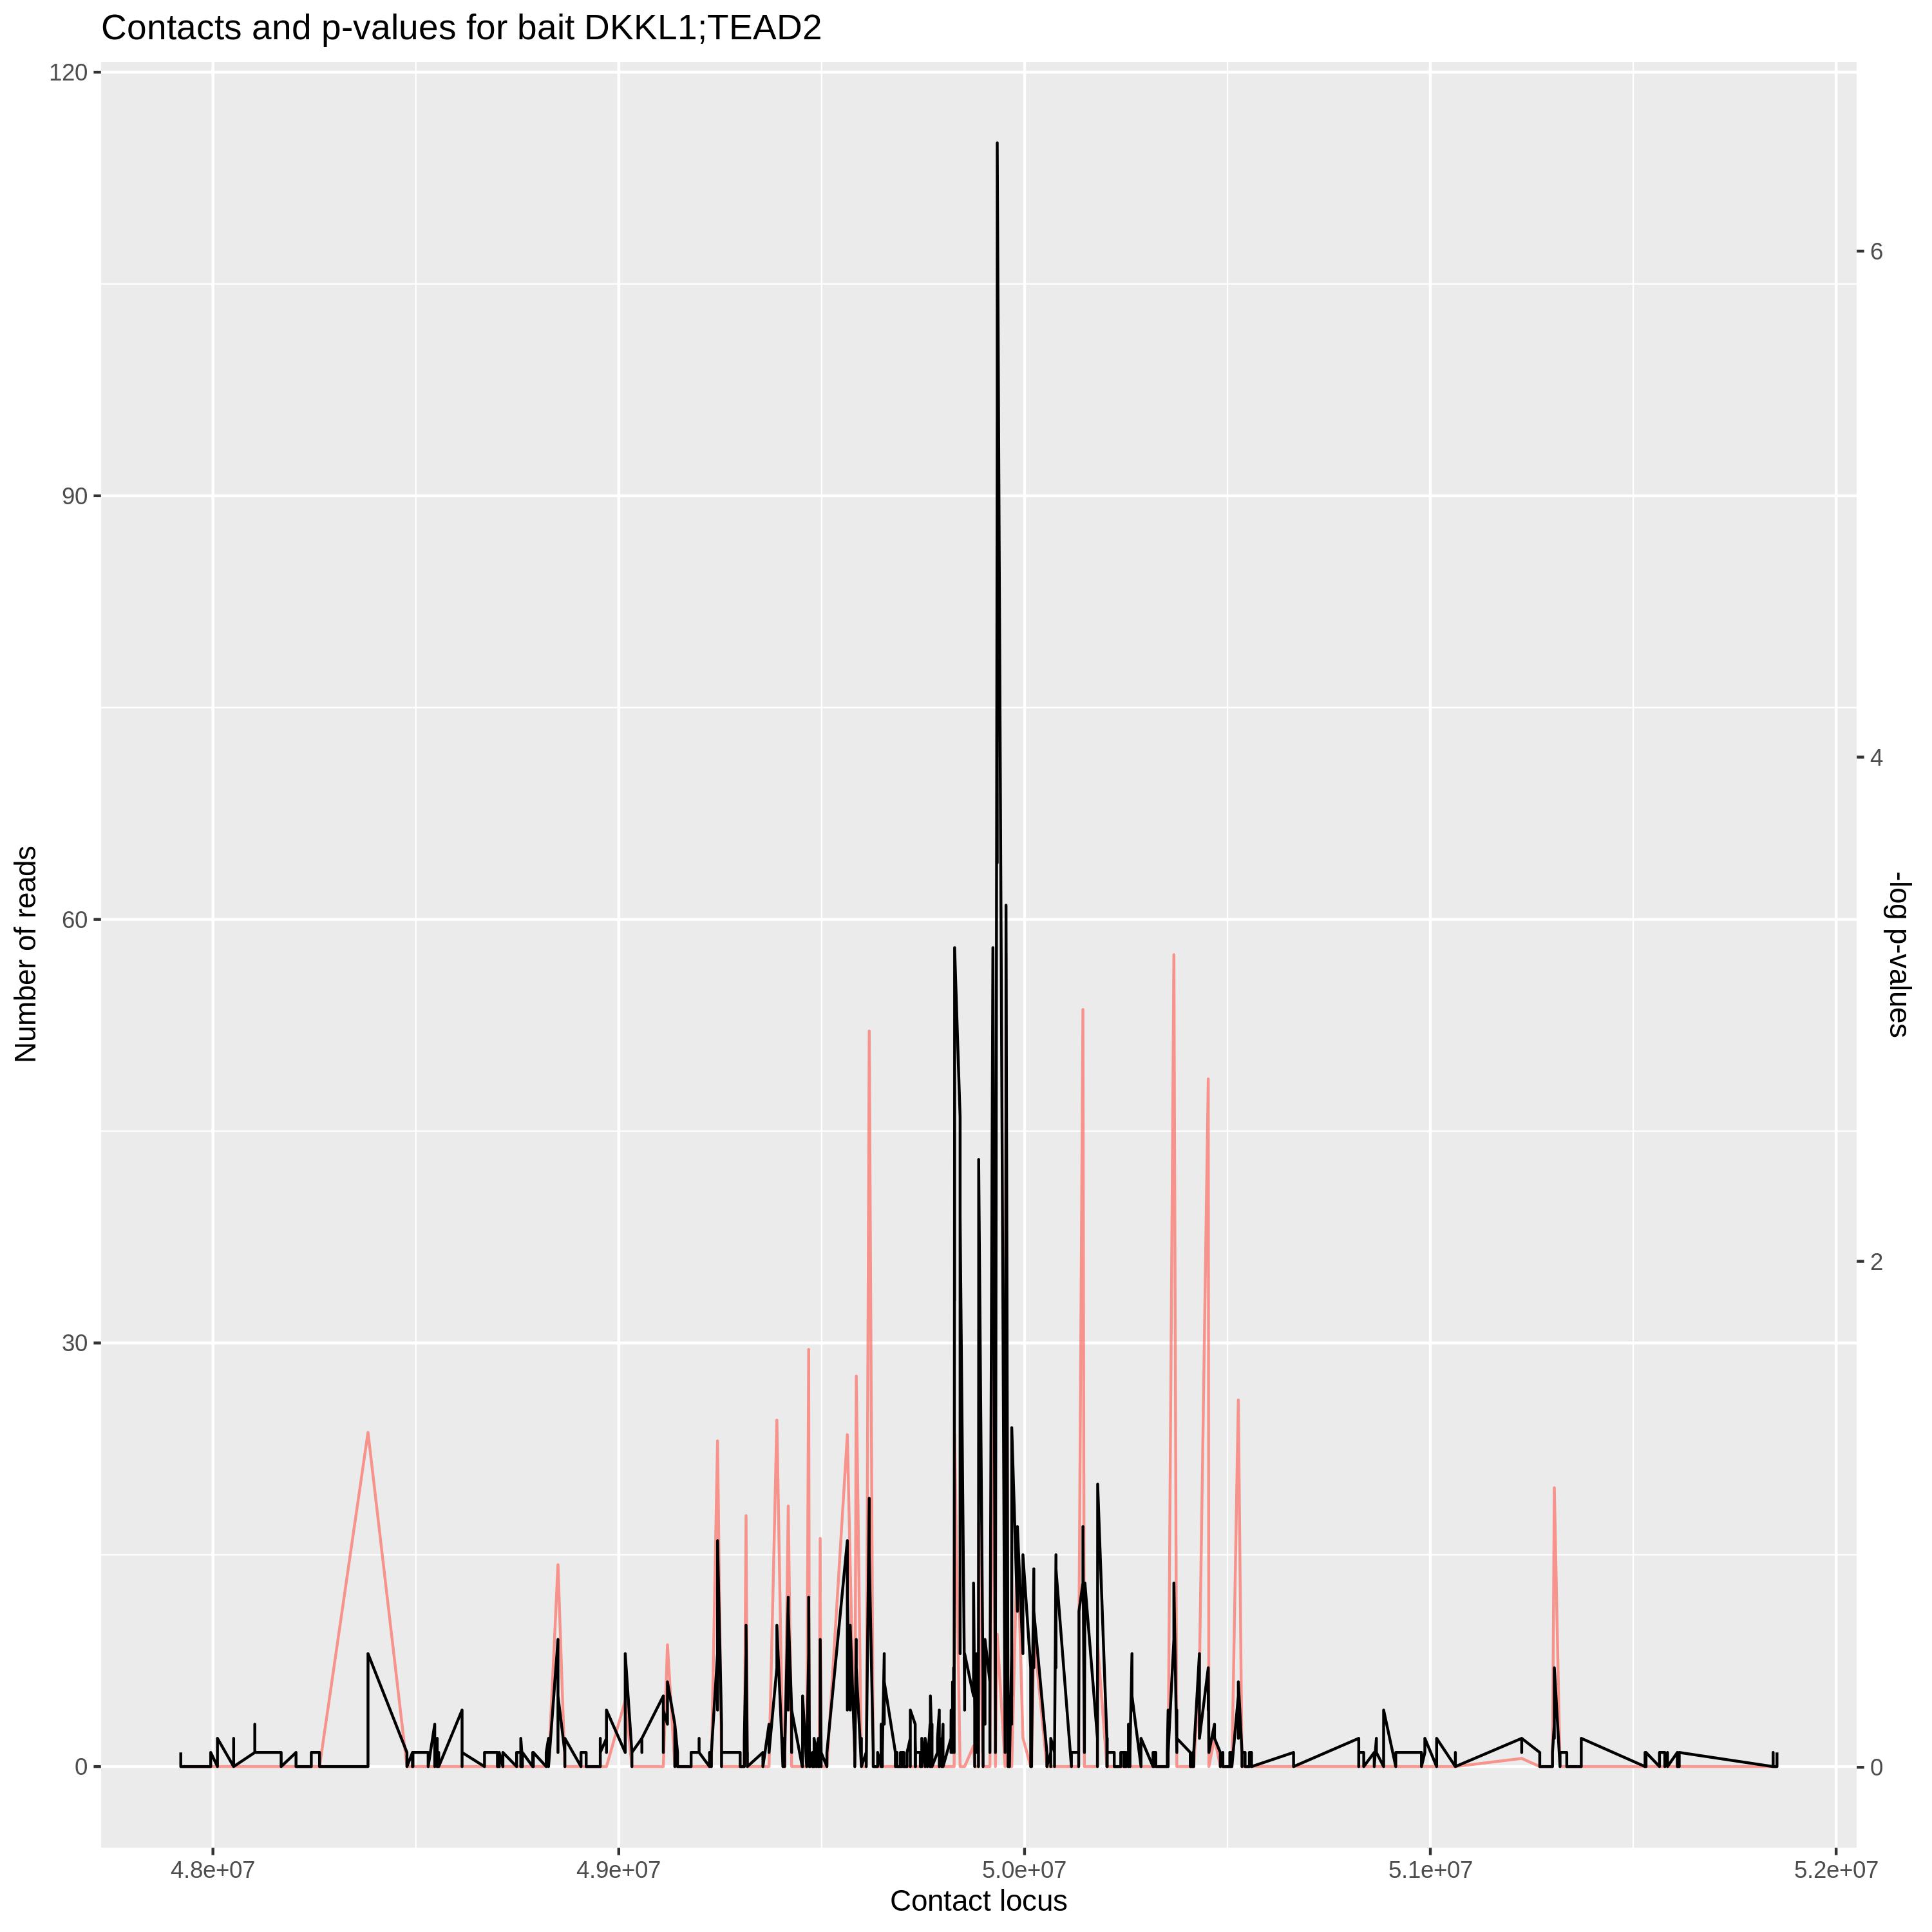 Contacts and p-values for bait DKKL1;TEAD2
120
90
60
30
0
Number of reads
6
4
2
0
-log p-values
4.8e+07
4.9e+07
5.0e+07
5.1e+07
5.2e+07
Contact locus